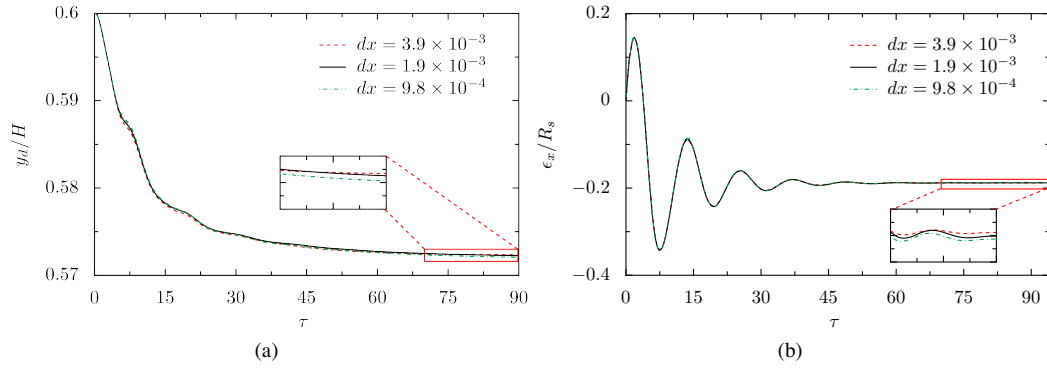 0.6
0.59
0.58
0.57
y_d/H
dx = 3.9 × 10^{-3}
dx = 1.9 × 10^{-3}
dx = 9.8 × 10^{-4}
0 15 30 45 60 75 90
τ
(a)
0.2
0
−0.2
−0.4
ϵ_x/R_s
dx = 3.9 × 10^{-3}
dx = 1.9 × 10^{-3}
dx = 9.8 × 10^{-4}
0 15 30 45 60 75 90
τ
(b)